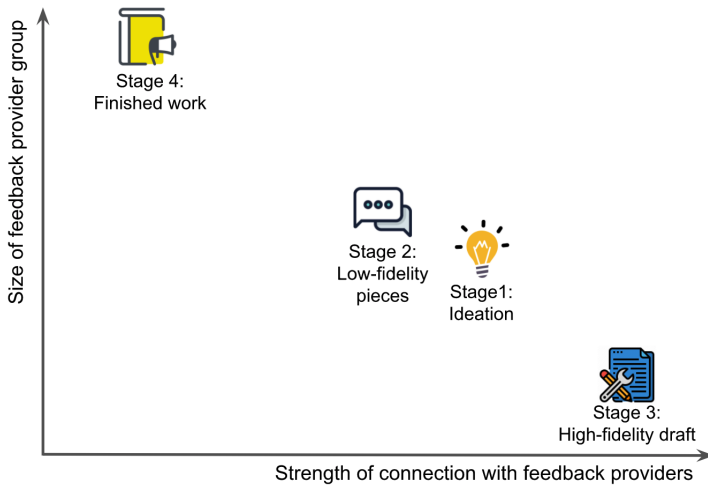 Size of feedback provider group
Stage 4:
Finished work
Stage 2:
Low-fidelity
pieces
Stage1:
Ideation
Stage 3:
High-fidelity draft
Strength of connection with feedback providers